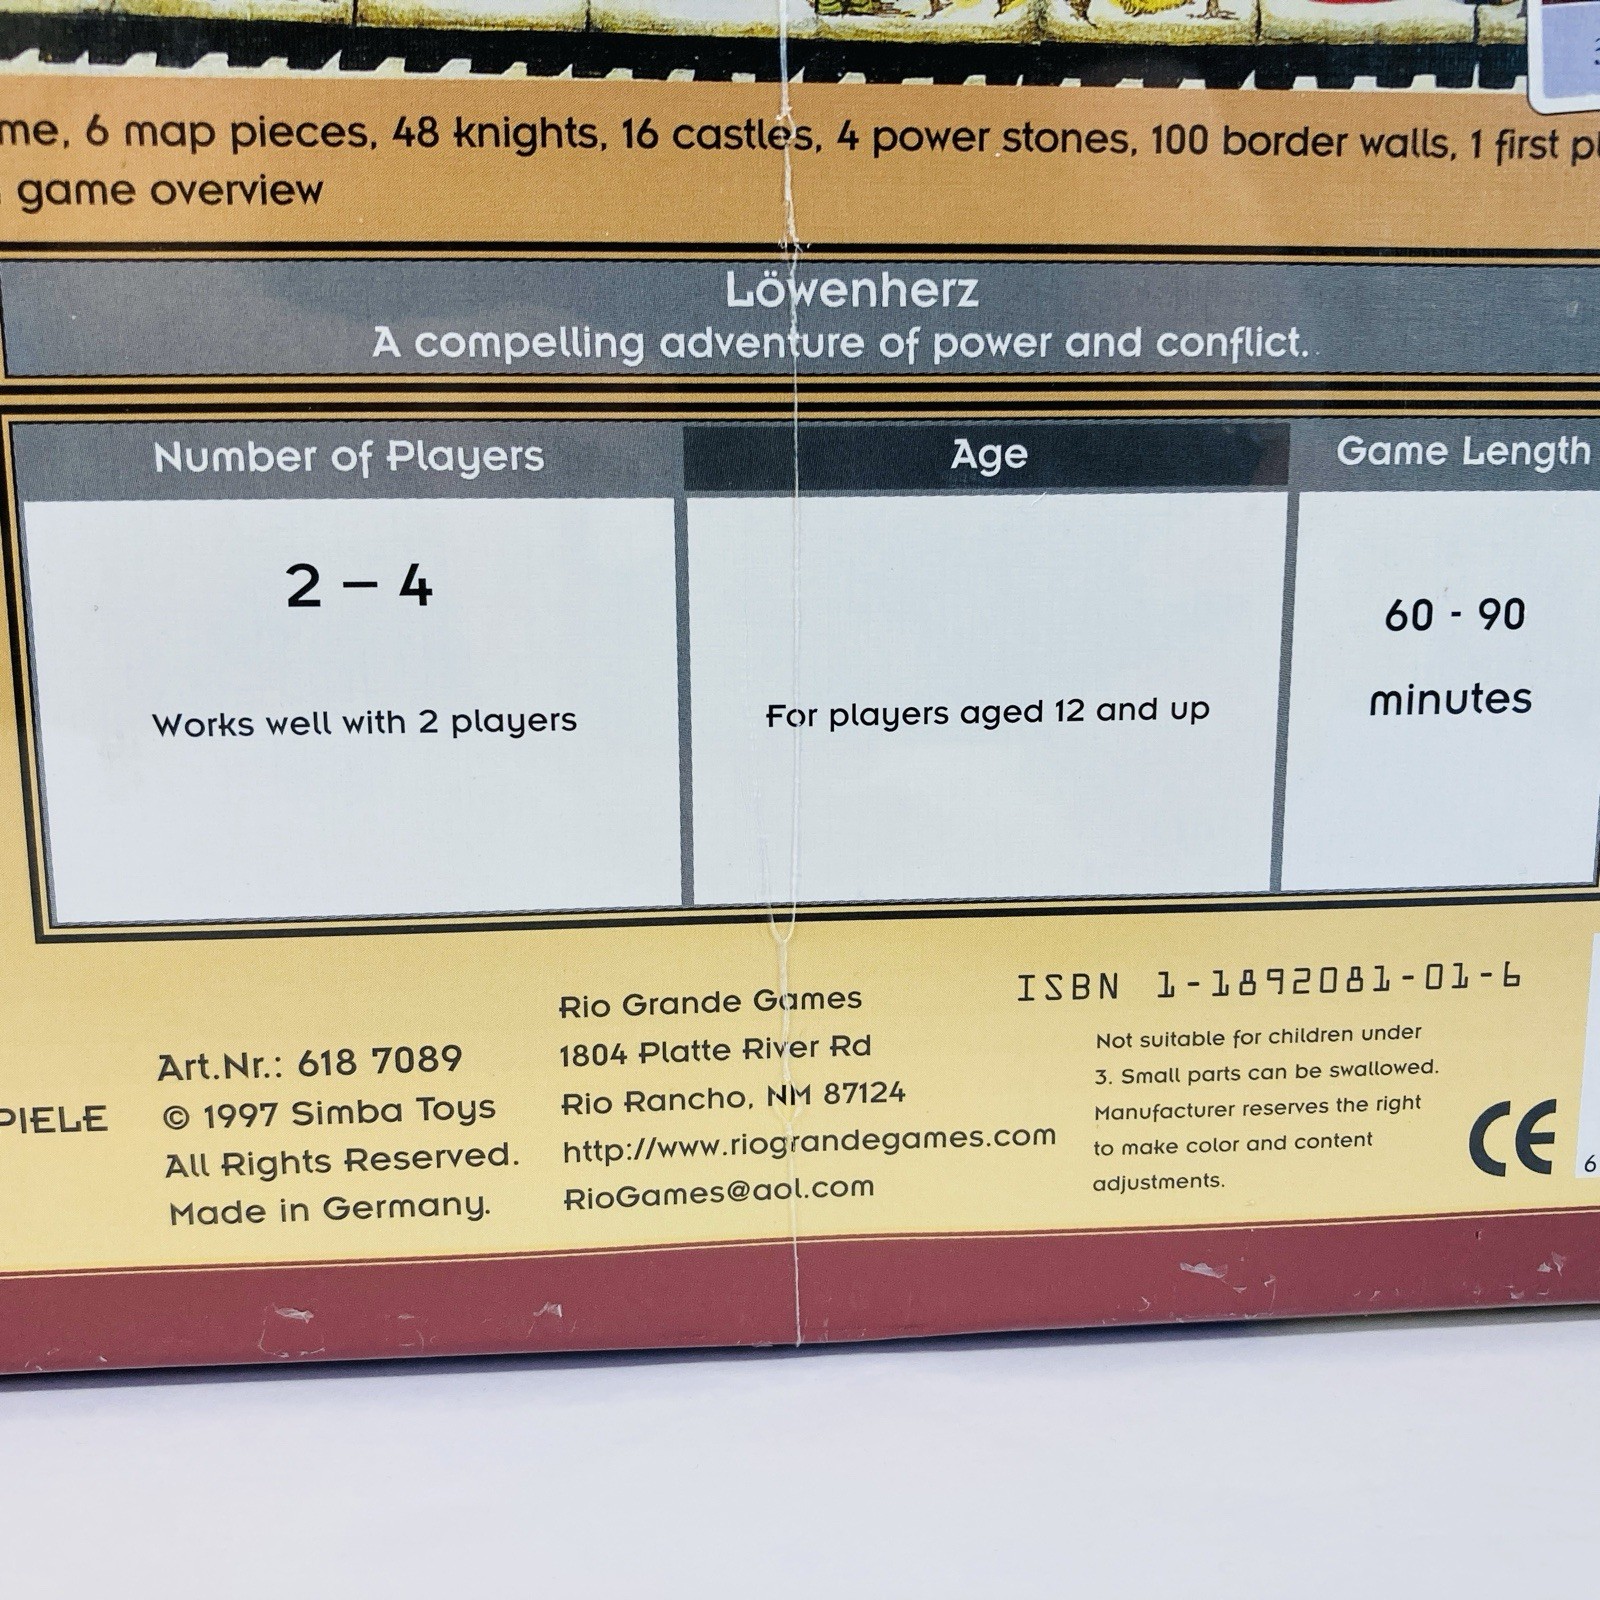 me, 6 map pieces, 48 knights, 16 castles, 4 power stones, 100 border walls, 1 first pl
game overview
Löwenherz
A compelling adventure of power and conflict.
Number of Players
Age
Game Length
2 – 4
Works well with 2 players
For players aged 12 and up
60 - 90
minutes
PIELE
Art.Nr.: 618 7089
© 1997 Simba Toys
All Rights Reserved.
Made in Germany.
Rio Grande Games
1804 Platte River Rd
Rio Rancho, NM 87124
http://www.riograndegames.com
RioGames@aol.com
ISBN 1-1892081-01-6
Not suitable for children under
3. Small parts can be swallowed.
Manufacturer reserves the right
to make color and content
adjustments.
CE
6